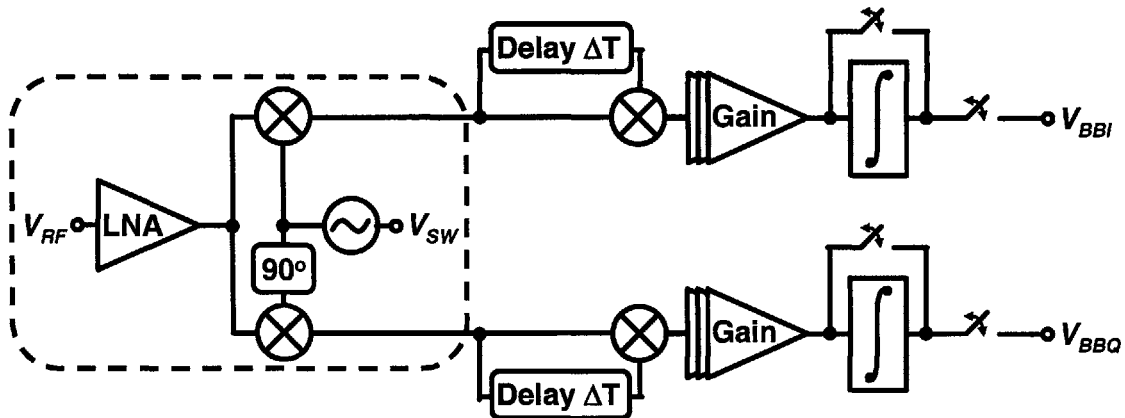 Delay ΔT
Gain
V_BBI
V_RF
LNA
V_SW
90°
Gain
V_BBQ
Delay ΔT